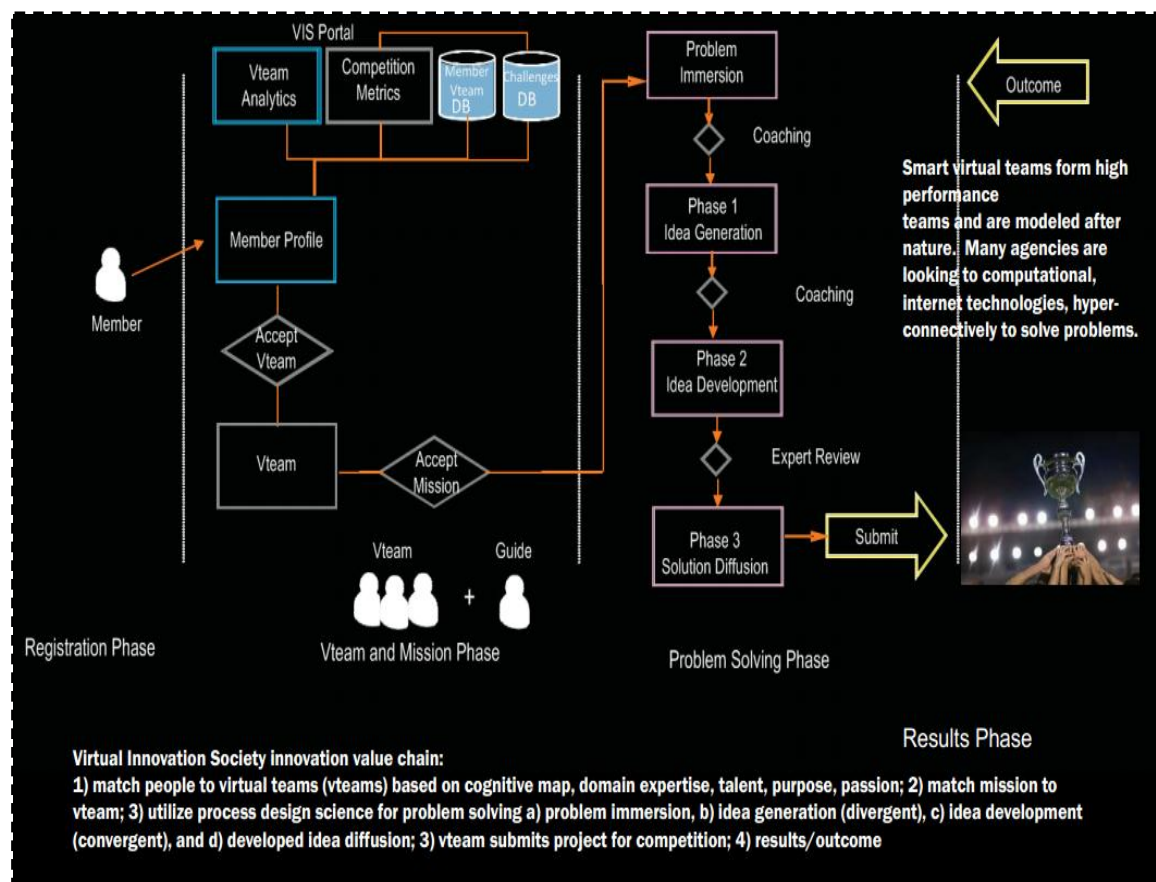 VIS Portal
Vteam
Analytics
Competition
Metrics
Member
Vteam
DB
Challenges
DB
Member Profile
Member
Accept
Vteam
Vteam
Accept
Mission
Vteam
+
Guide
Registration Phase
Vteam and Mission Phase
Problem
Immersion
Coaching
Phase 1
Idea Generation
Coaching
Phase 2
Idea Development
Expert Review
Phase 3
Solution Diffusion
Submit
Problem Solving Phase
Outcome
Smart virtual teams form high
performance
teams and are modeled after
nature. Many agencies are
looking to computational,
internet technologies, hyper-
connectively to solve problems.
Results Phase
Virtual Innovation Society innovation value chain:
1) match people to virtual teams (vteams) based on cognitive map, domain expertise, talent, purpose, passion; 2) match mission to
vteam; 3) utilize process design science for problem solving a) problem immersion, b) idea generation (divergent), c) idea development
(convergent), and d) developed idea diffusion; 3) vteam submits project for competition; 4) results/outcome